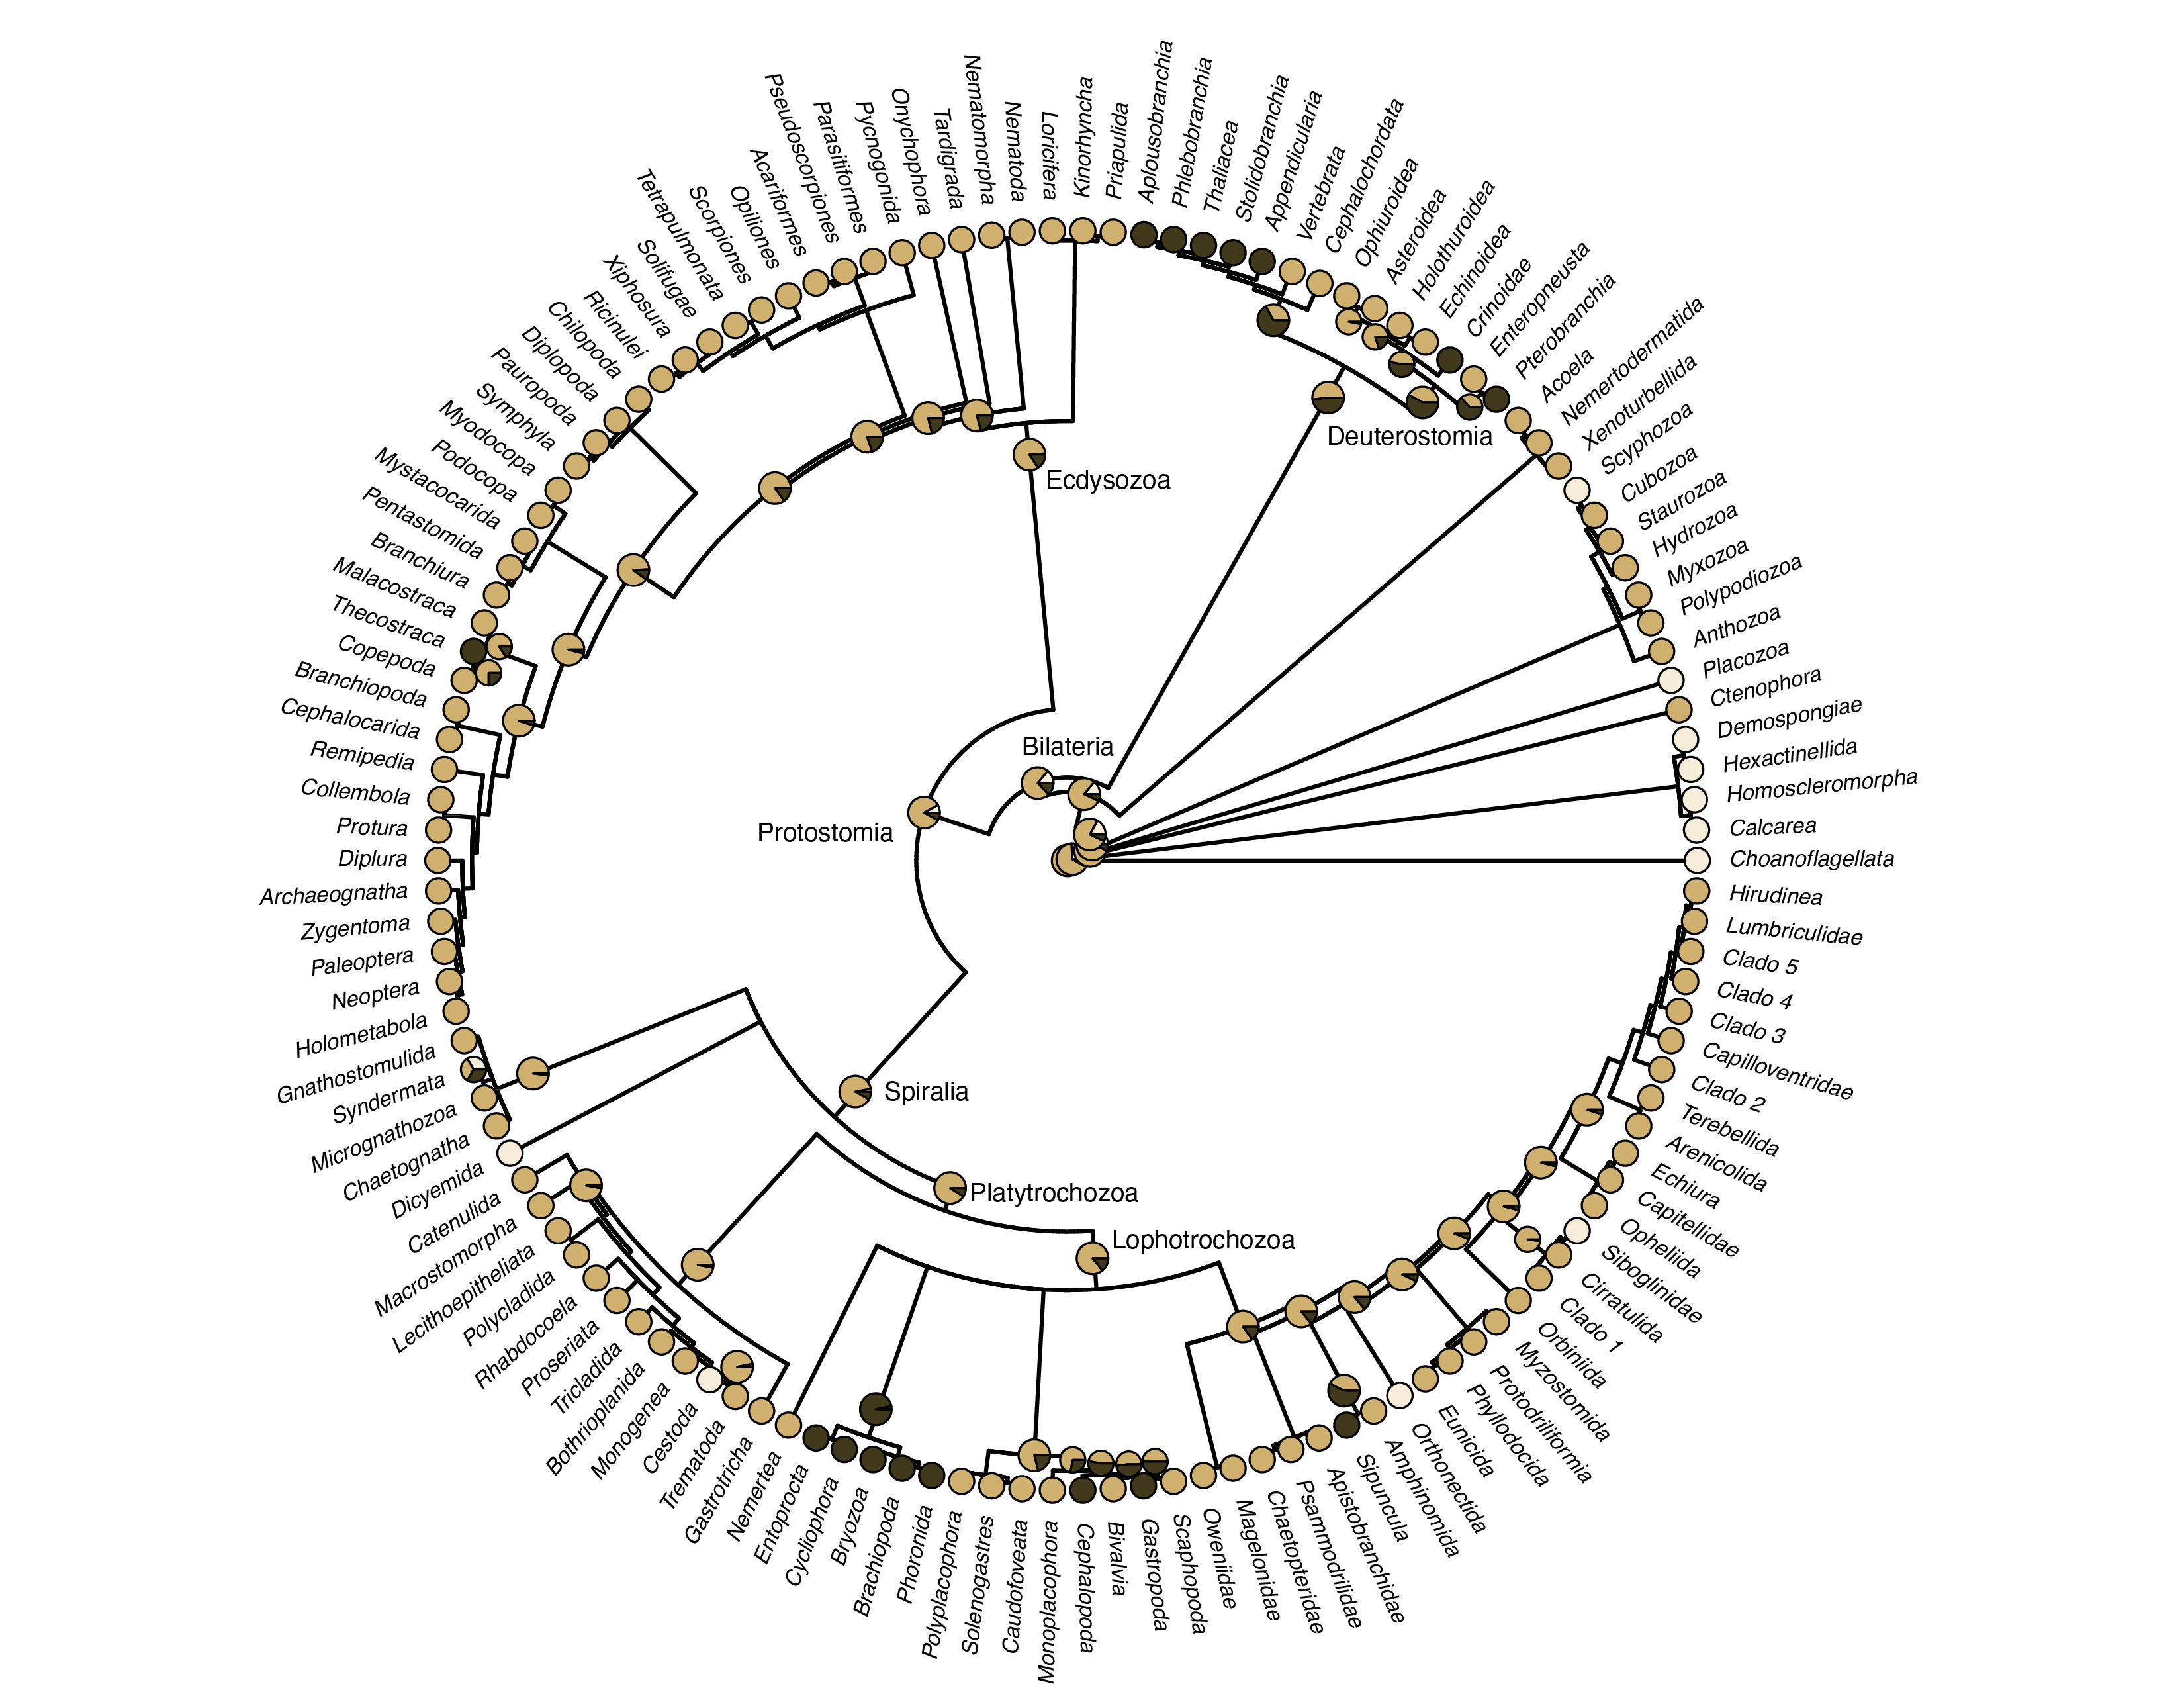 Nematomorpha
Nematoda
Loricifera
Kinorhyncha
Priapulida
Aplousobranchia
Phlebobranchia
Thaliacea
Stolidobranchia
Appendicularia
Vertebrata
Cephalochordata
Ophiuroidea
Asteroidea
Holothuroidea
Echinoidea
Crinoidae
Enteropneusta
Pterobranchia
Acoela
Nemertodermatida
Xenoturbellida
Scyphozoa
Cubozoa
Staurozoa
Hydrozoa
Myxozoa
Polypodiozoa
Anthozoa
Placozoa
Ctenophora
Demospongiae
Hexactinellida
Homoscleromorpha
Calcarea
Choanoflagellata
Hirudinea
Lumbriculidae
Clado 5
Clado 4
Clado 3
Capilloventridae
Clado 2
Terebellida
Arenicolida
Echiura
Capitellidae
Opheliida
Siboglinidae
Cirratulida
Clado 1
Orbiniida
Myzostomida
Protodriliformia
Phyllodocida
Eunicida
Orthonectida
Amphinomida
Sipuncula
Apistobranchidae
Psammodrilidae
Chaetopteridae
Magelonidae
Oweniidae
Scaphopoda
Gastropoda
Bivalvia
Cephalopoda
Monoplacophora
Caudofoveata
Solenogastres
Polyplacophora
Phoronida
Brachiopoda
Bryozoa
Cycliophora
Entoprocta
Nemertea
Gastrotricha
Trematoda
Cestoda
Monogenea
Bothrioplanida
Tricladida
Proseriata
Rhabdocoela
Polycladida
Lecithoepitheliata
Macrostomorpha
Catenulida
Dicyemida
Chaetognatha
Micrognathozoa
Syndermata
Gnathostomulida
Holometabola
Neoptera
Paleoptera
Zygentoma
Archaeognatha
Diplura
Protura
Collembola
Remipedia
Cephalocarida
Branchiopoda
Copepoda
Thecostraca
Malacostraca
Branchiura
Pentastomida
Mystacocarida
Podocopa
Myodocopa
Symphyla
Pauropoda
Diplopoda
Chilopoda
Ricinulei
Xiphosura
Solifugae
Tetrapulmonata
Scorpiones
Opiliones
Acariformes
Pseudoscorpiones
Parasitiformes
Pycnogonida
Onychophora
Tardigrada
Deuterostomia
Ecdysozoa
Bilateria
Protostomia
Spiralia
Platytrochozoa
Lophotrochozoa